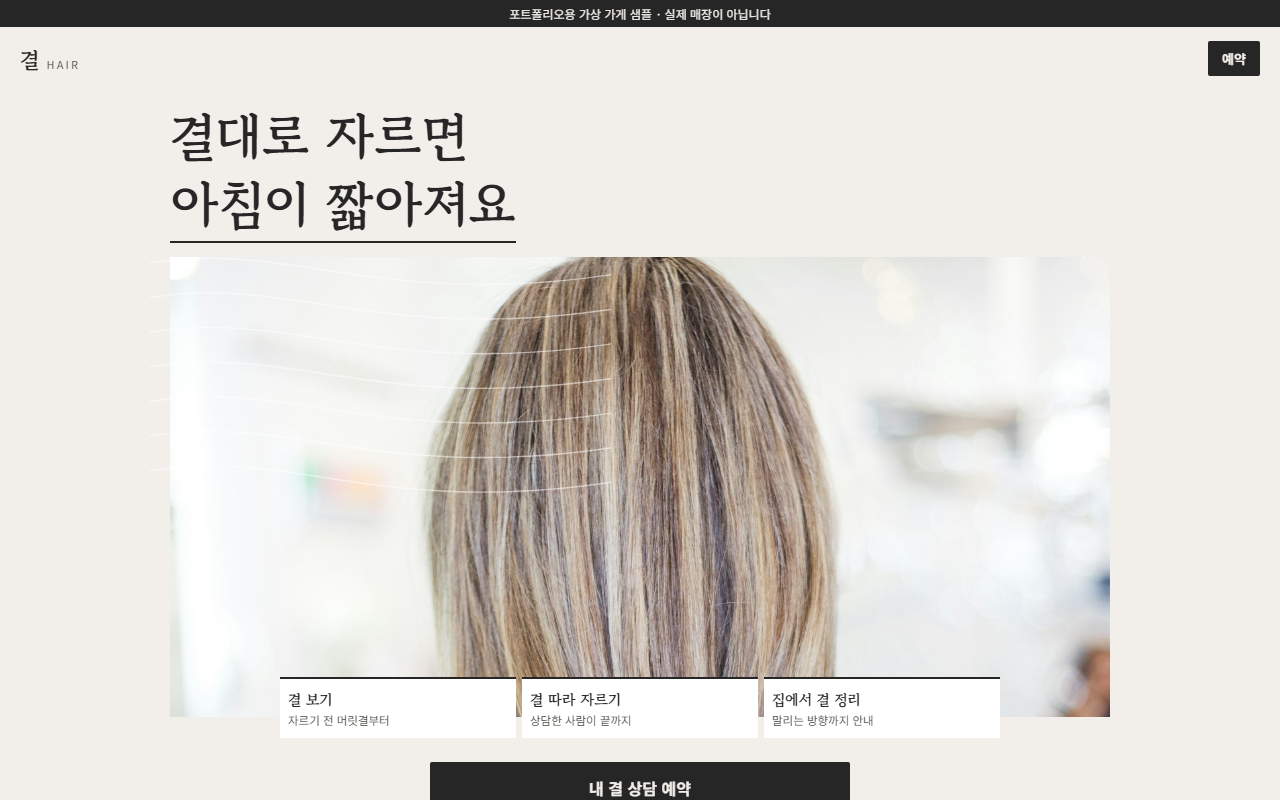 포트폴리오용 가상 가게 샘플 · 실제 매장이 아닙니다
결 HAIR
예약
결대로 자르면
아침이 짧아져요
결 보기
자르기 전 머릿결부터
결 따라 자르기
상담한 사람이 끝까지
집에서 결 정리
말리는 방향까지 안내
내 결 상담 예약